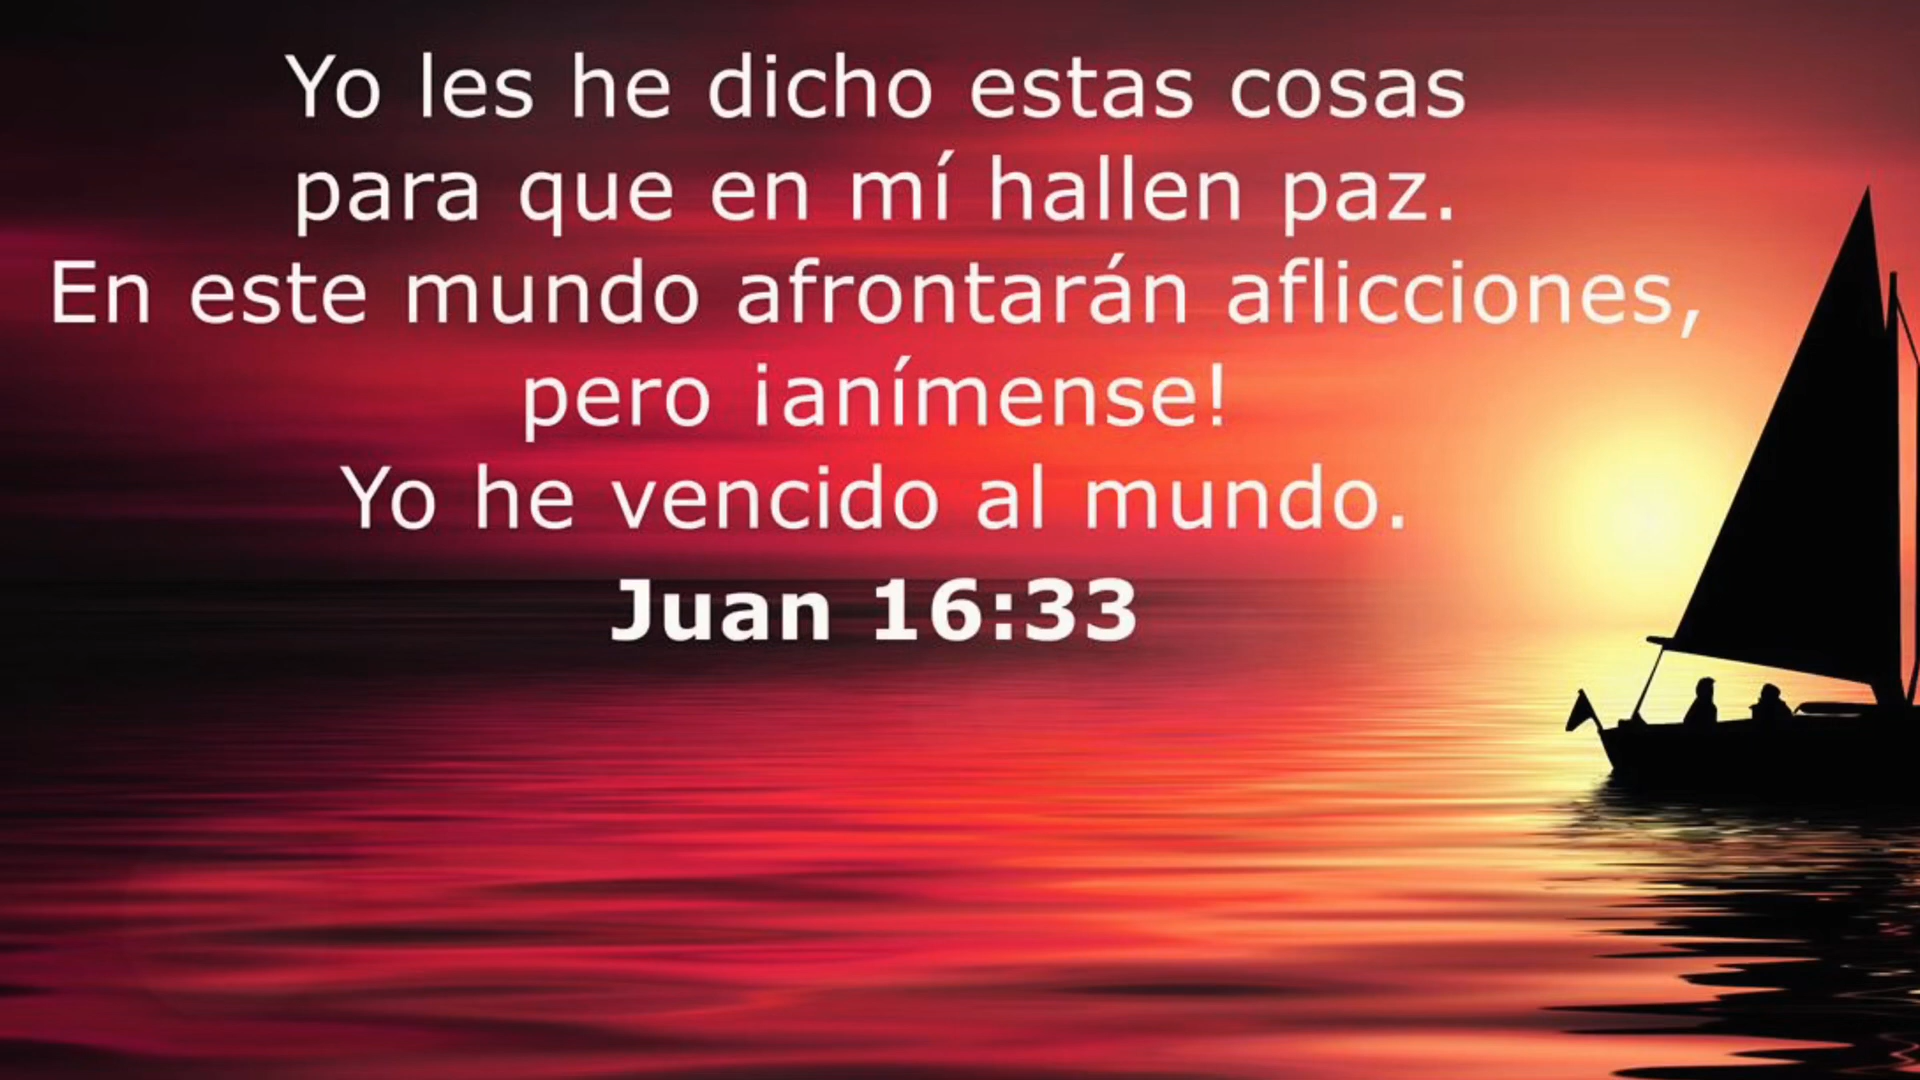 Yo les he dicho estas cosas
para que en mí hallen paz.
En este mundo afrontarán aflicciones,
pero ¡anímense!
Yo he vencido al mundo.
Juan 16:33